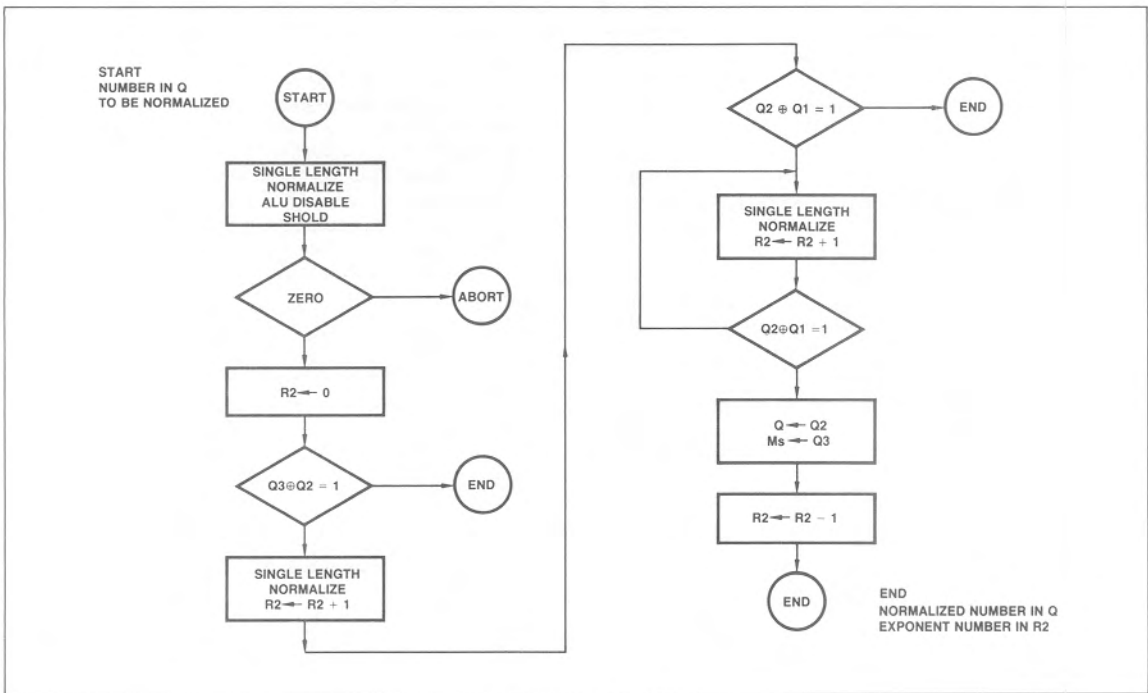 START
NUMBER IN Q
TO BE NORMALIZED
START
SINGLE LENGTH
NORMALIZE
ALU DISABLE
SHOLD
ZERO
ABORT
R2 ← 0
Q3⊕Q2 = 1
END
SINGLE LENGTH
NORMALIZE
R2 ← R2 + 1
Q2 ⊕ Q1 = 1
END
SINGLE LENGTH
NORMALIZE
R2 ← R2 + 1
Q2⊕Q1 =1
Q ← Q2
Ms ← Q3
R2 ← R2 − 1
END
END
NORMALIZED NUMBER IN Q
EXPONENT NUMBER IN R2